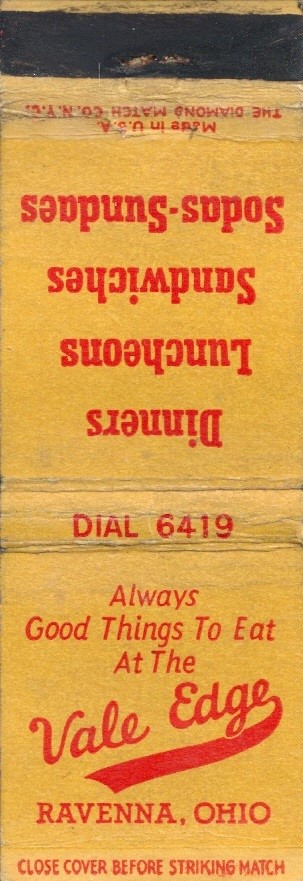 Dinners
Luncheons
Sandwiches
Sodas-Sundaes
Made in U.S.A.
THE DIAMOND MATCH CO. N.Y.C.
DIAL 6419
Always
Good Things To Eat
At The
Vale Edge
RAVENNA, OHIO
CLOSE COVER BEFORE STRIKING MATCH